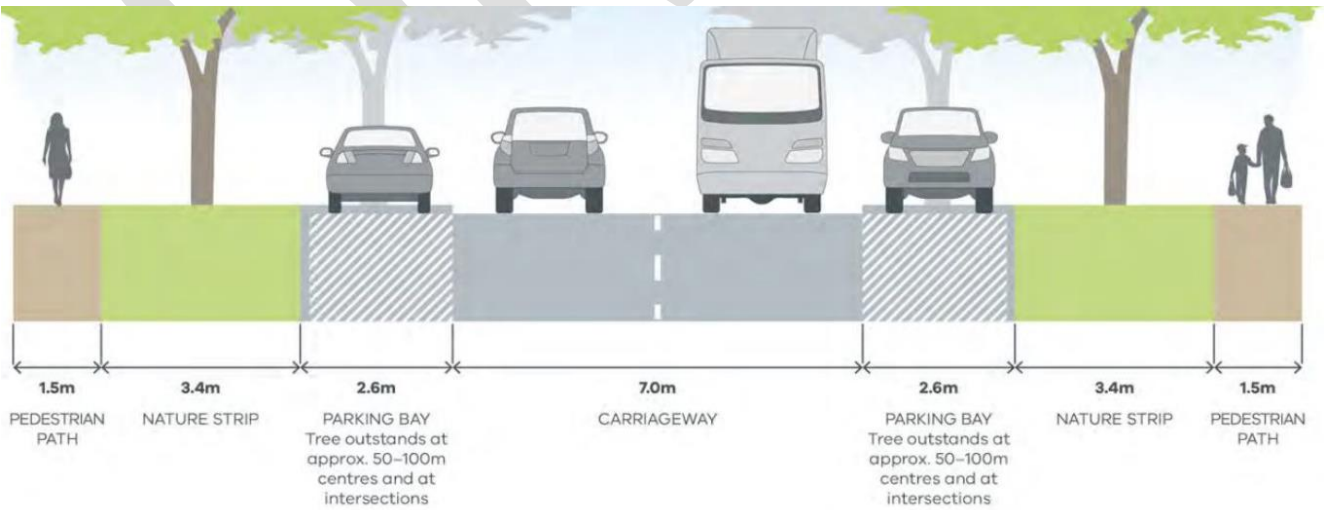 1.5m
PEDESTRIAN
PATH
3.4m
NATURE STRIP
2.6m
PARKING BAY
Tree outstands at
approx. 50–100m
centres and at
intersections
7.0m
CARRIAGEWAY
2.6m
PARKING BAY
Tree outstands at
approx. 50–100m
centres and at
intersections
3.4m
NATURE STRIP
1.5m
PEDESTRIAN
PATH